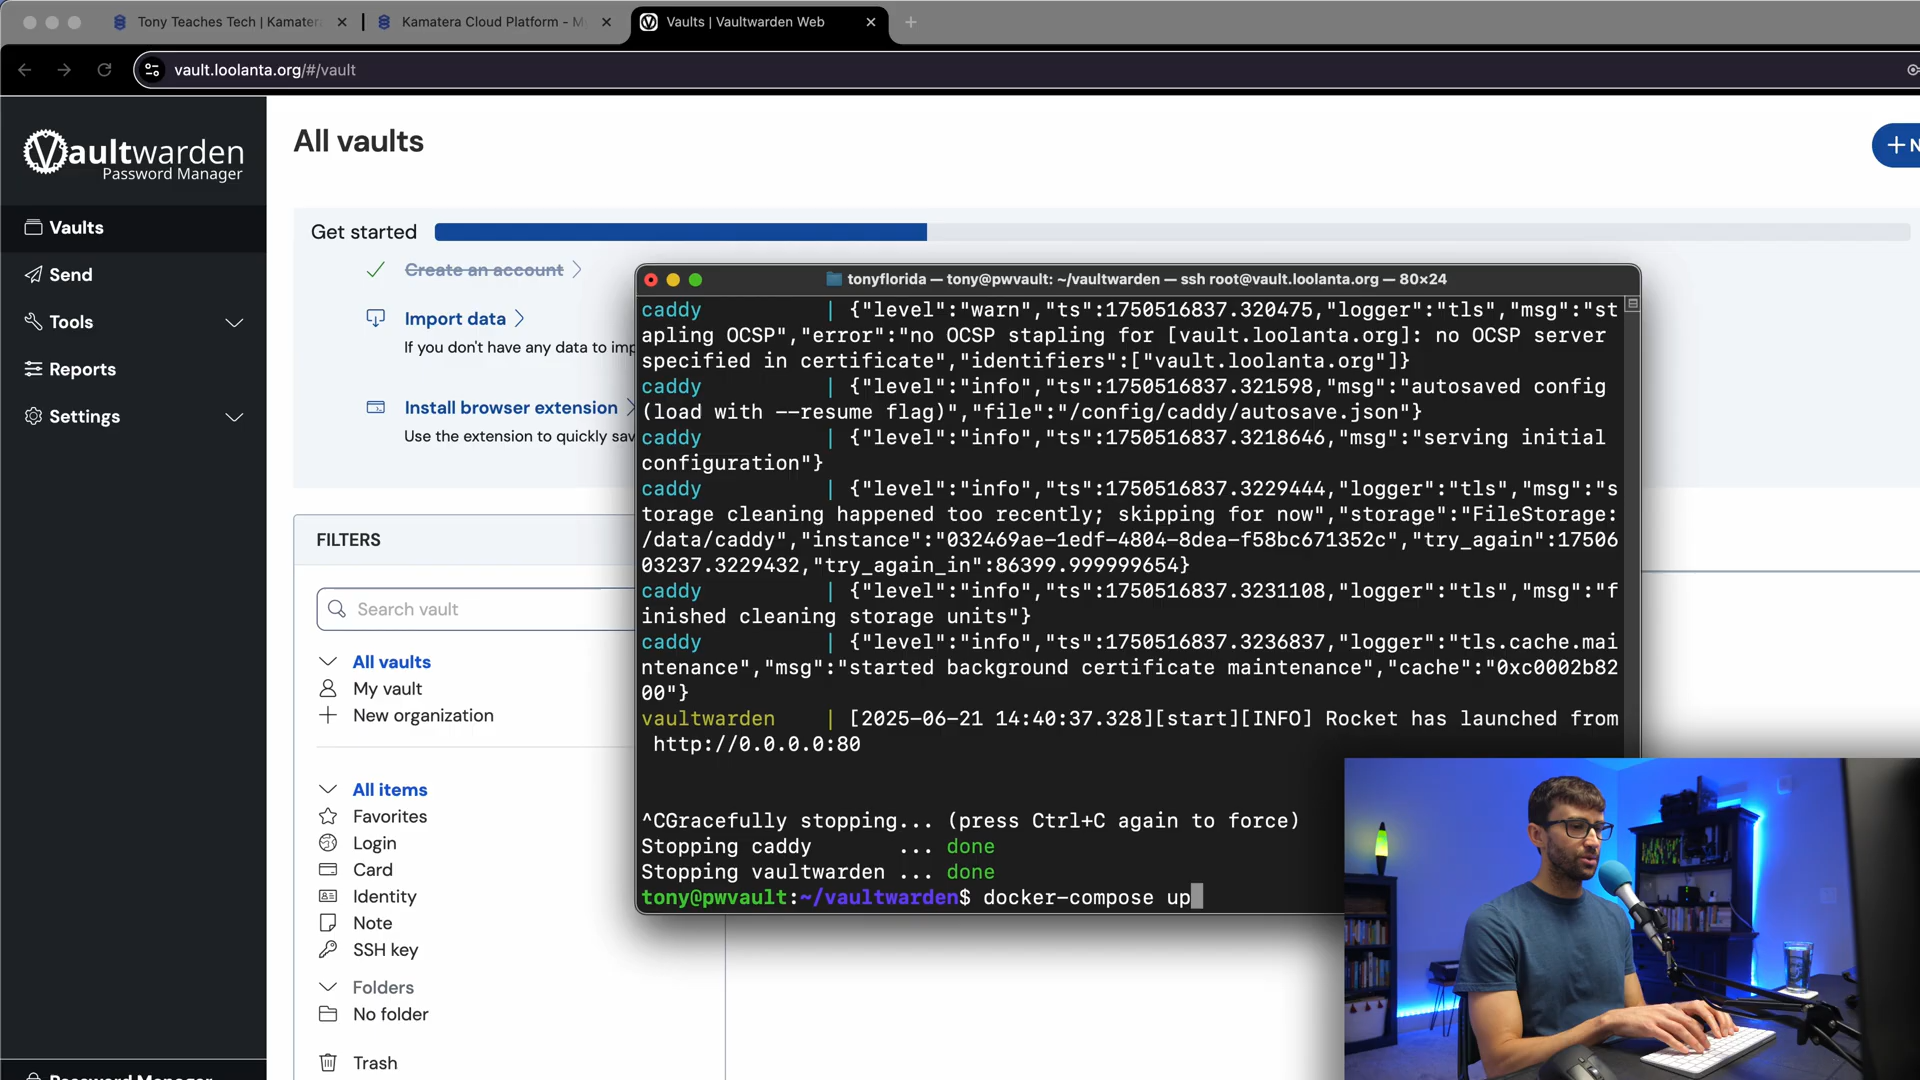 Tony Teaches Tech | Kamatera
Kamatera Cloud Platform - M
Vaults | Vaultwarden Web
vault.loolanta.org/#/vault
Vaultwarden
Password Manager
Vaults
Send
Tools
Reports
Settings
All vaults
N
Get started
Create an account
Import data
If you don't have any data to imp
Install browser extension
Use the extension to quickly sav
FILTERS
Search vault
All vaults
My vault
New organization
All items
Favorites
Login
Card
Identity
Note
SSH key
Folders
No folder
Trash
Password Manager
tonyflorida — tony@pwvault: ~/vaultwarden — ssh root@vault.loolanta.org — 80×24
caddy | {"level":"warn","ts":1750516837.320475,"logger":"tls","msg":"st
apling OCSP","error":"no OCSP stapling for [vault.loolanta.org]: no OCSP server
specified in certificate","identifiers":["vault.loolanta.org"]}
caddy | {"level":"info","ts":1750516837.321598,"msg":"autosaved config
(load with --resume flag)","file":"/config/caddy/autosave.json"}
caddy | {"level":"info","ts":1750516837.3218646,"msg":"serving initial
configuration"}
caddy | {"level":"info","ts":1750516837.3229444,"logger":"tls","msg":"s
torage cleaning happened too recently; skipping for now","storage":"FileStorage:
/data/caddy","instance":"032469ae-1edf-4804-8dea-f58bc671352c","try_again":17506
03237.3229432,"try_again_in":86399.999999654}
caddy | {"level":"info","ts":1750516837.3231108,"logger":"tls","msg":"f
inished cleaning storage units"}
caddy | {"level":"info","ts":1750516837.3236837,"logger":"tls.cache.mai
ntenance","msg":"started background certificate maintenance","cache":"0xc0002b82
00"}
vaultwarden | [2025-06-21 14:40:37.328][start][INFO] Rocket has launched from
http://0.0.0.0:80
^CGracefully stopping... (press Ctrl+C again to force)
Stopping caddy ... done
Stopping vaultwarden ... done
tony@pwvault:~/vaultwarden$ docker-compose up